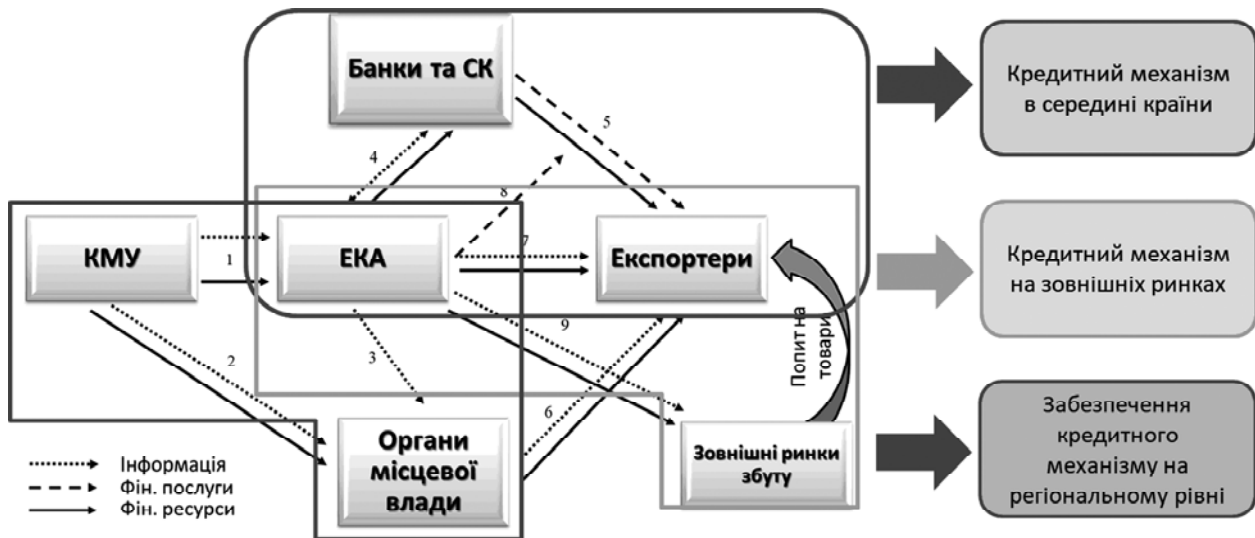 Банки та СК
Кредитний механізм
в середині країни
5
4
8
КМУ
1
ЕКА
7
Експортери
Кредитний механізм
на зовнішніх ринках
2
3
9
6
Попит на
товари
Органи
місцевої
влади
Зовнішні ринки
збуту
Забезпечення
кредитного
механізму на
регіональному рівні
Інформація
Фін. послуги
Фін. ресурси